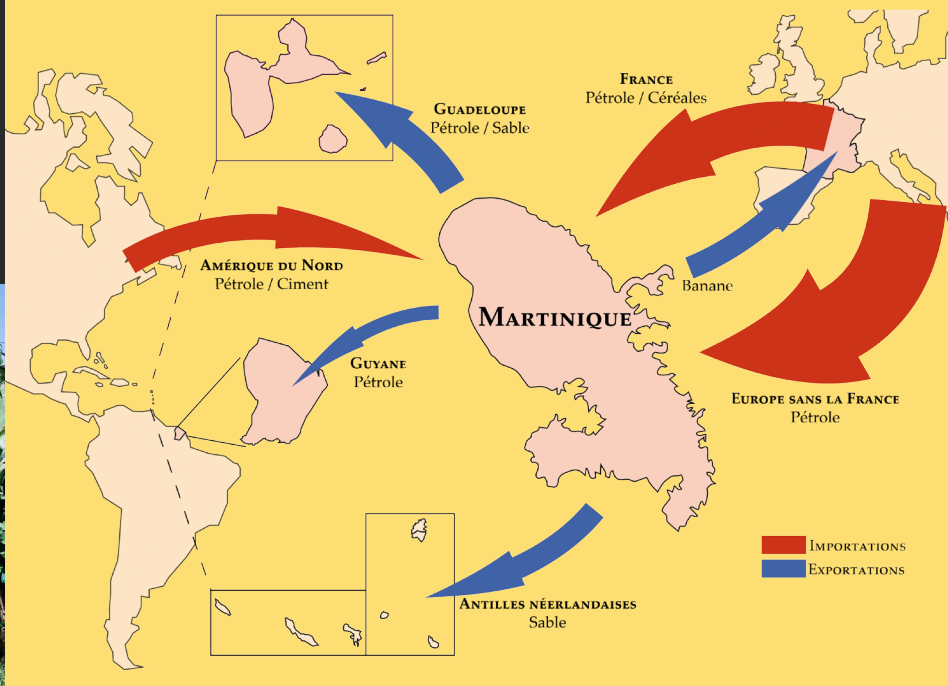 France
Pétrole / Céréales
Guadeloupe
Pétrole / Sable
Amérique du Nord
Pétrole / Ciment
Banane
Martinique
Guyane
Pétrole
Europe sans la France
Pétrole
Importations
Exportations
Antilles néerlandaises
Sable